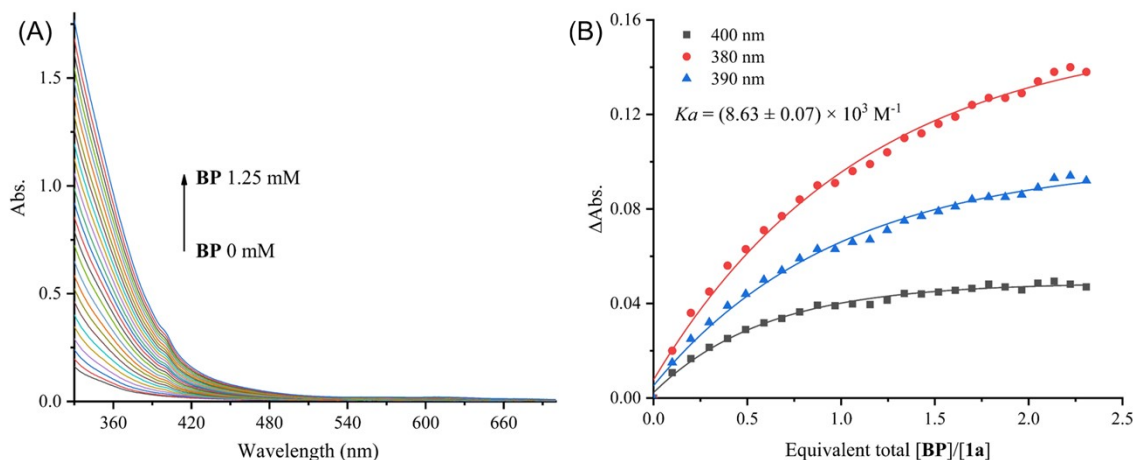 (A)
1.5
1.0
0.5
0.0
Abs.
BP 1.25 mM
BP 0 mM
360
420
480
540
600
660
Wavelength (nm)
(B)
0.16
0.12
0.08
0.04
0.00
ΔAbs.
400 nm
380 nm
390 nm
Ka = (8.63 ± 0.07) × 10³ M⁻¹
0.0
0.5
1.0
1.5
2.0
2.5
Equivalent total [BP]/[1a]